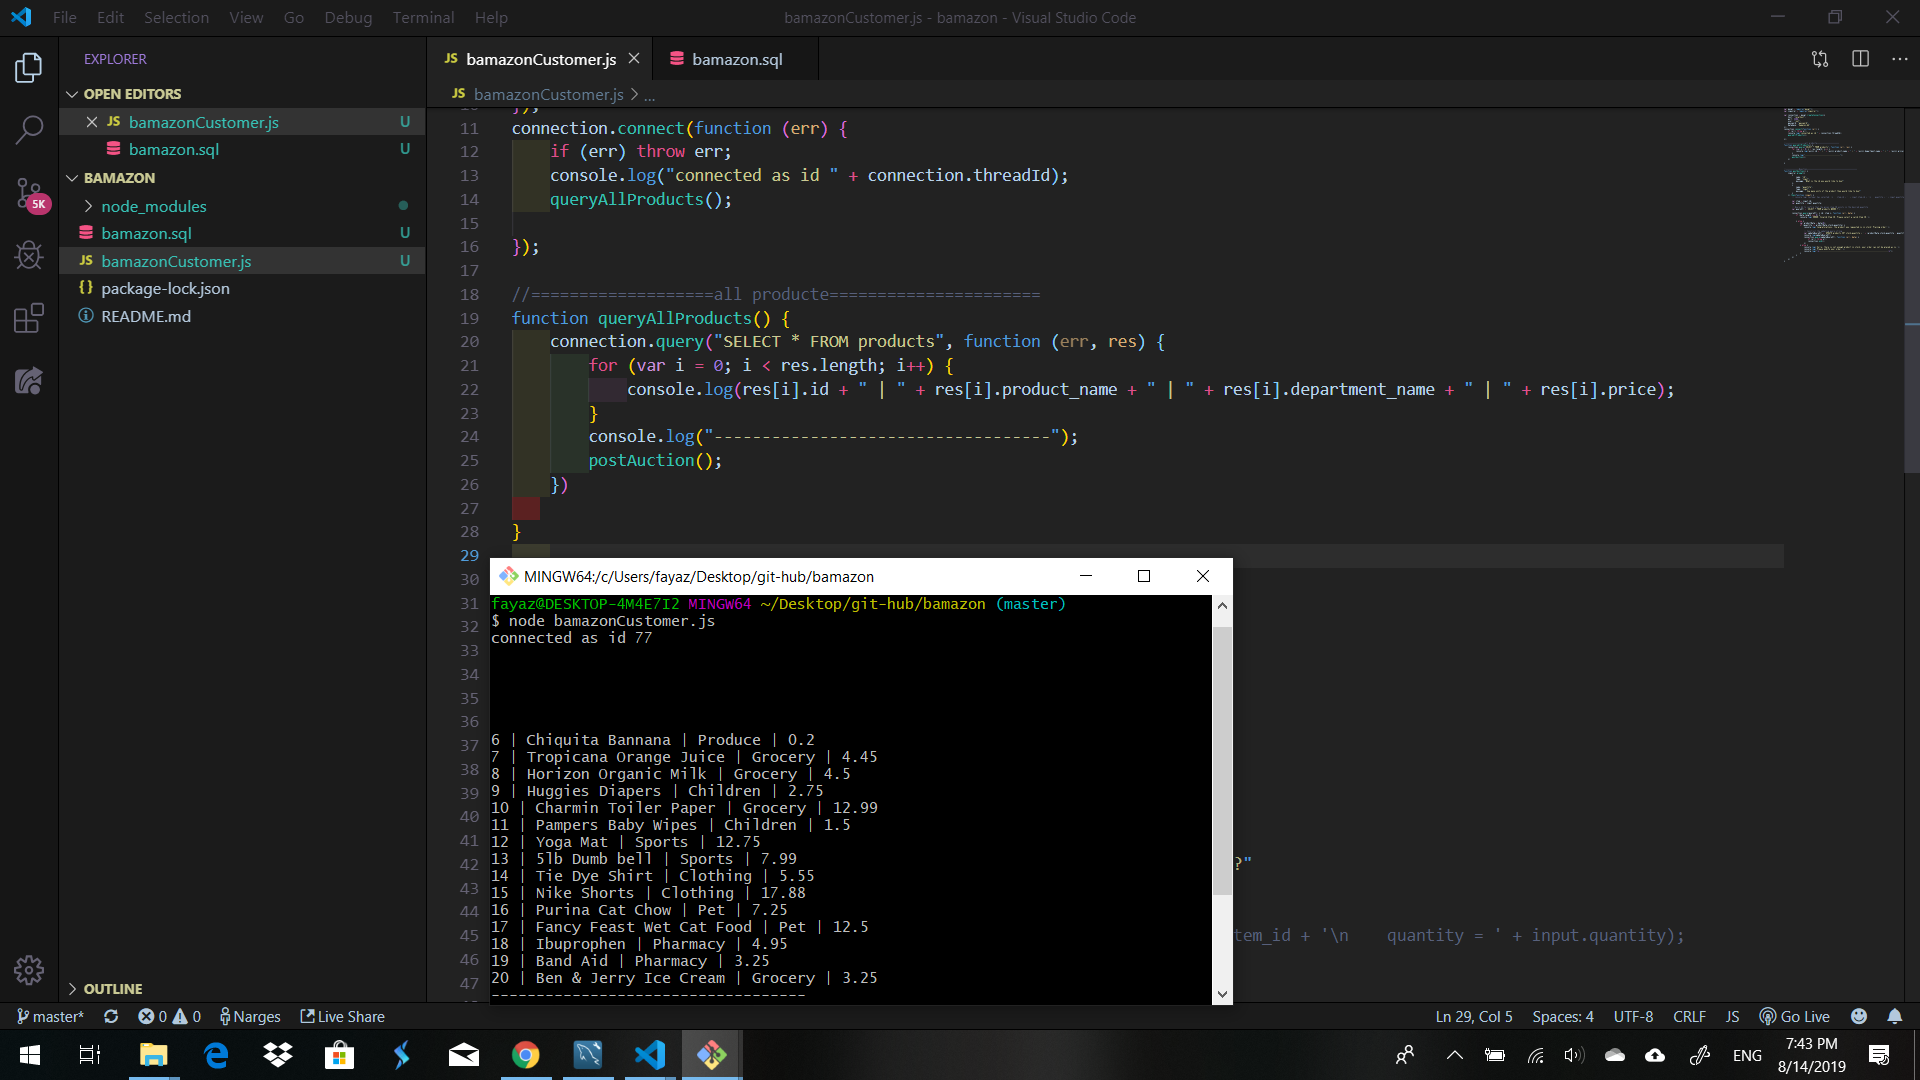 File Edit Selection View Go Debug Terminal Help
bamazonCustomer.js - bamazon - Visual Studio Code
EXPLORER
OPEN EDITORS
JS bamazonCustomer.js U
bamazon.sql U
BAMAZON
node_modules
bamazon.sql U
JS bamazonCustomer.js U
{} package-lock.json
README.md
5K
OUTLINE
JS bamazonCustomer.js
bamazon.sql
JS bamazonCustomer.js > ...
11 connection.connect(function (err) {
12 if (err) throw err;
13 console.log("connected as id " + connection.threadId);
14 queryAllProducts();
15
16 });
17
18 //===================all producte======================
19 function queryAllProducts() {
20 connection.query("SELECT * FROM products", function (err, res) {
21 for (var i = 0; i < res.length; i++) {
22 console.log(res[i].id + " | " + res[i].product_name + " | " + res[i].department_name + " | " + res[i].price);
23 }
24 console.log("-----------------------------------");
25 postAuction();
26 })
27
28 }
29
30
31
32
33
34
35
36
37
38
39
40
41
42 ?"
43
44
45 tem_id + '\n    quantity = ' + input.quantity);
46
47
MINGW64:/c/Users/fayaz/Desktop/git-hub/bamazon
fayaz@DESKTOP-4M4E7I2 MINGW64 ~/Desktop/git-hub/bamazon (master)
$ node bamazonCustomer.js
connected as id 77
6 | Chiquita Bannana | Produce | 0.2
7 | Tropicana Orange Juice | Grocery | 4.45
8 | Horizon Organic Milk | Grocery | 4.5
9 | Huggies Diapers | Children | 2.75
10 | Charmin Toiler Paper | Grocery | 12.99
11 | Pampers Baby Wipes | Children | 1.5
12 | Yoga Mat | Sports | 12.75
13 | 5lb Dumb bell | Sports | 7.99
14 | Tie Dye Shirt | Clothing | 5.55
15 | Nike Shorts | Clothing | 17.88
16 | Purina Cat Chow | Pet | 7.25
17 | Fancy Feast Wet Cat Food | Pet | 12.5
18 | Ibuprophen | Pharmacy | 4.95
19 | Band Aid | Pharmacy | 3.25
20 | Ben & Jerry Ice Cream | Grocery | 3.25
-----------------------------------
master* 0 0 Narges Live Share
Ln 29, Col 5 Spaces: 4 UTF-8 CRLF JS Go Live
ENG
7:43 PM
8/14/2019